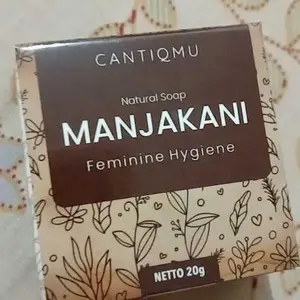 CANTIQMU
Natural Soap
MANJAKANI
Feminine Hygiene
NETTO 20g